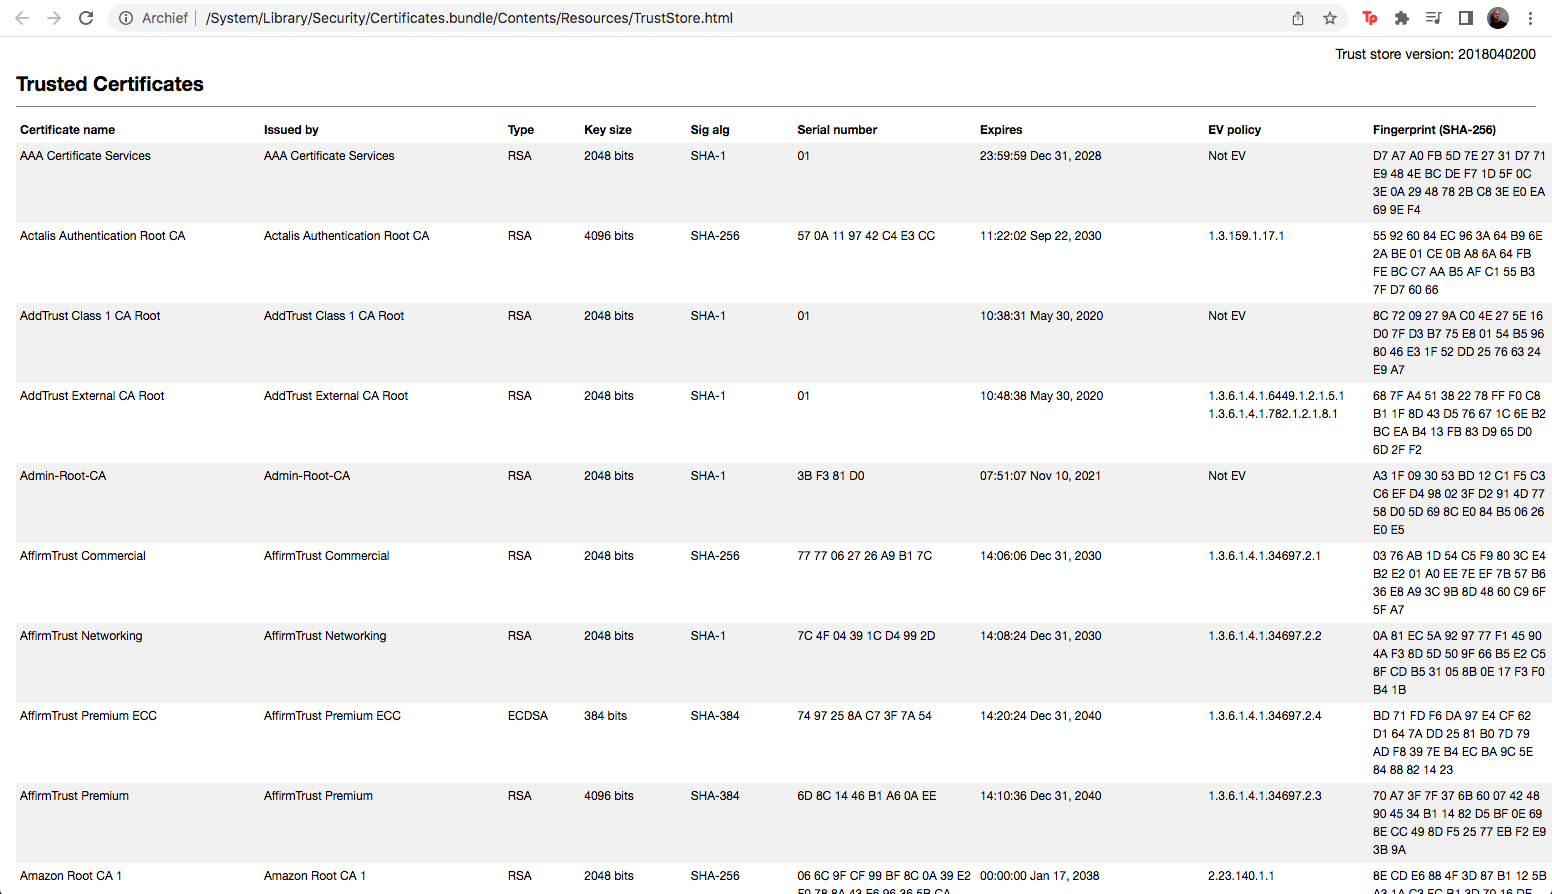 Archief /System/Library/Security/Certificates.bundle/Contents/Resources/TrustStore.html
Tp
Trust store version: 2018040200
Trusted Certificates
Certificate name Issued by Type Key size Sig alg Serial number Expires EV policy Fingerprint (SHA-256)
AAA Certificate Services AAA Certificate Services RSA 2048 bits SHA-1 01 23:59:59 Dec 31, 2028 Not EV D7 A7 A0 FB 5D 7E 27 31 D7 71
E9 48 4E BC DE F7 1D 5F 0C
3E 0A 29 48 78 2B C8 3E E0 EA
69 9E F4
Actalis Authentication Root CA Actalis Authentication Root CA RSA 4096 bits SHA-256 57 0A 11 97 42 C4 E3 CC 11:22:02 Sep 22, 2030 1.3.159.1.17.1 55 92 60 84 EC 96 3A 64 B9 6E
2A BE 01 CE 0B A8 6A 64 FB
FE BC C7 AA B5 AF C1 55 B3
7F D7 60 66
AddTrust Class 1 CA Root AddTrust Class 1 CA Root RSA 2048 bits SHA-1 01 10:38:31 May 30, 2020 Not EV 8C 72 09 27 9A C0 4E 27 5E 16
D0 7F D3 B7 75 E8 01 54 B5 96
80 46 E3 1F 52 DD 25 76 63 24
E9 A7
AddTrust External CA Root AddTrust External CA Root RSA 2048 bits SHA-1 01 10:48:38 May 30, 2020 1.3.6.1.4.1.6449.1.2.1.5.1 68 7F A4 51 38 22 78 FF F0 C8
1.3.6.1.4.1.782.1.2.1.8.1 B1 1F 8D 43 D5 76 67 1C 6E B2
BC EA B4 13 FB 83 D9 65 D0
6D 2F F2
Admin-Root-CA Admin-Root-CA RSA 2048 bits SHA-1 3B F3 81 D0 07:51:07 Nov 10, 2021 Not EV A3 1F 09 30 53 BD 12 C1 F5 C3
C6 EF D4 98 02 3F D2 91 4D 77
58 D0 5D 69 8C E0 84 B5 06 26
E0 E5
AffirmTrust Commercial AffirmTrust Commercial RSA 2048 bits SHA-256 77 77 06 27 26 A9 B1 7C 14:06:06 Dec 31, 2030 1.3.6.1.4.1.34697.2.1 03 76 AB 1D 54 C5 F9 80 3C E4
B2 E2 01 A0 EE 7E EF 7B 57 B6
36 E8 A9 3C 9B 8D 48 60 C9 6F
5F A7
AffirmTrust Networking AffirmTrust Networking RSA 2048 bits SHA-1 7C 4F 04 39 1C D4 99 2D 14:08:24 Dec 31, 2030 1.3.6.1.4.1.34697.2.2 0A 81 EC 5A 92 97 77 F1 45 90
4A F3 8D 5D 50 9F 66 B5 E2 C5
8F CD B5 31 05 8B 0E 17 F3 F0
B4 1B
AffirmTrust Premium ECC AffirmTrust Premium ECC ECDSA 384 bits SHA-384 74 97 25 8A C7 3F 7A 54 14:20:24 Dec 31, 2040 1.3.6.1.4.1.34697.2.4 BD 71 FD F6 DA 97 E4 CF 62
D1 64 7A DD 25 81 B0 7D 79
AD F8 39 7E B4 EC BA 9C 5E
84 88 82 14 23
AffirmTrust Premium AffirmTrust Premium RSA 4096 bits SHA-384 6D 8C 14 46 B1 A6 0A EE 14:10:36 Dec 31, 2040 1.3.6.1.4.1.34697.2.3 70 A7 3F 7F 37 6B 60 07 42 48
90 45 34 B1 14 82 D5 BF 0E 69
8E CC 49 8D F5 25 77 EB F2 E9
3B 9A
Amazon Root CA 1 Amazon Root CA 1 RSA 2048 bits SHA-256 06 6C 9F CF 99 BF 8C 0A 39 E2 00:00:00 Jan 17, 2038 2.23.140.1.1 8E CD E6 88 4F 3D 87 B1 12 5B